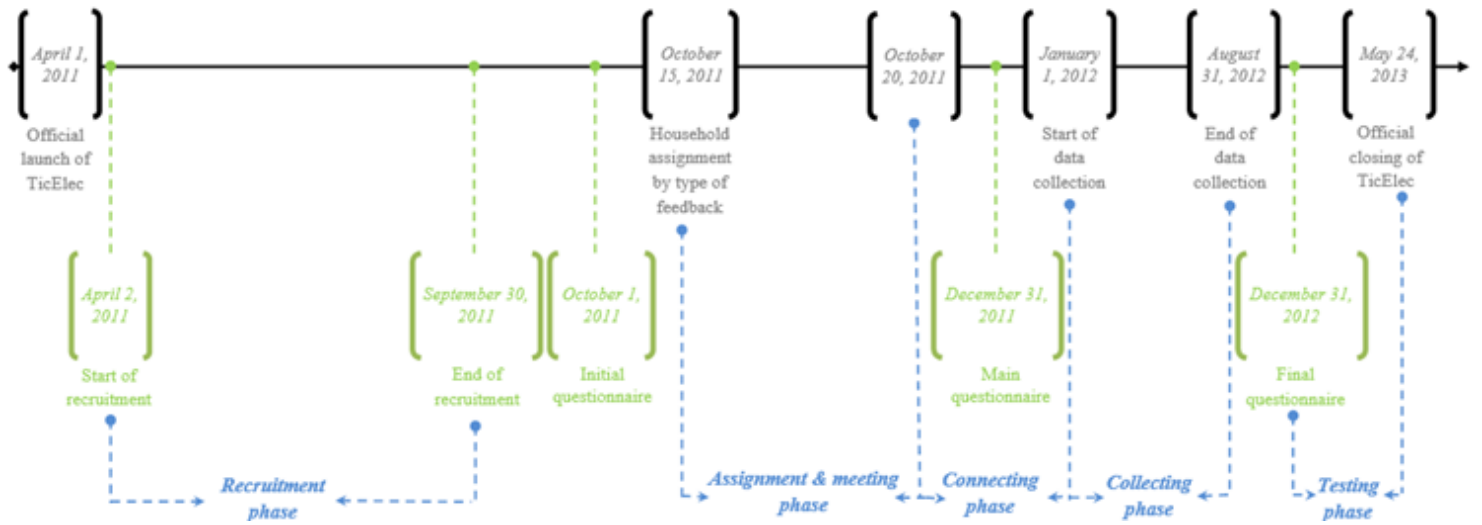 April 1,
2011
Official
launch of
TicElec
October
15, 2011
Household
assignment
by type of
feedback
October
20, 2011
January
1, 2012
Start of
data
collection
August
31, 2012
End of
data
collection
May 24,
2013
Official
closing of
TicElec
April 2,
2011
Start of
recruitment
September 30,
2011
End of
recruitment
October 1,
2011
Initial
questionnaire
December 31,
2011
Main
questionnaire
December 31,
2012
Final
questionnaire
Recruitment
phase
Assignment & meeting
phase
Connecting
phase
Collecting
phase
Testing
phase